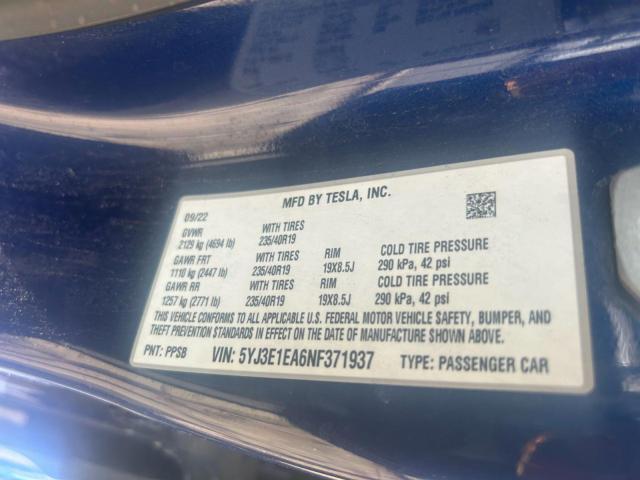 MFD BY TESLA, INC.
09/22
GVWR WITH TIRES
2129 kg (4694 lb) 235/40R19
GAWR FRT WITH TIRES RIM COLD TIRE PRESSURE
1110 kg (2447 lb) 235/40R19 19X8.5J 290 kPa, 42 psi
GAWR RR WITH TIRES RIM COLD TIRE PRESSURE
1257 kg (2771 lb) 235/40R19 19X8.5J 290 kPa, 42 psi
THIS VEHICLE CONFORMS TO ALL APPLICABLE U.S. FEDERAL MOTOR VEHICLE SAFETY, BUMPER, AND
THEFT PREVENTION STANDARDS IN EFFECT ON THE DATE OF MANUFACTURE SHOWN ABOVE.
PNT: PPSB VIN: 5YJ3E1EA6NF371937 TYPE: PASSENGER CAR